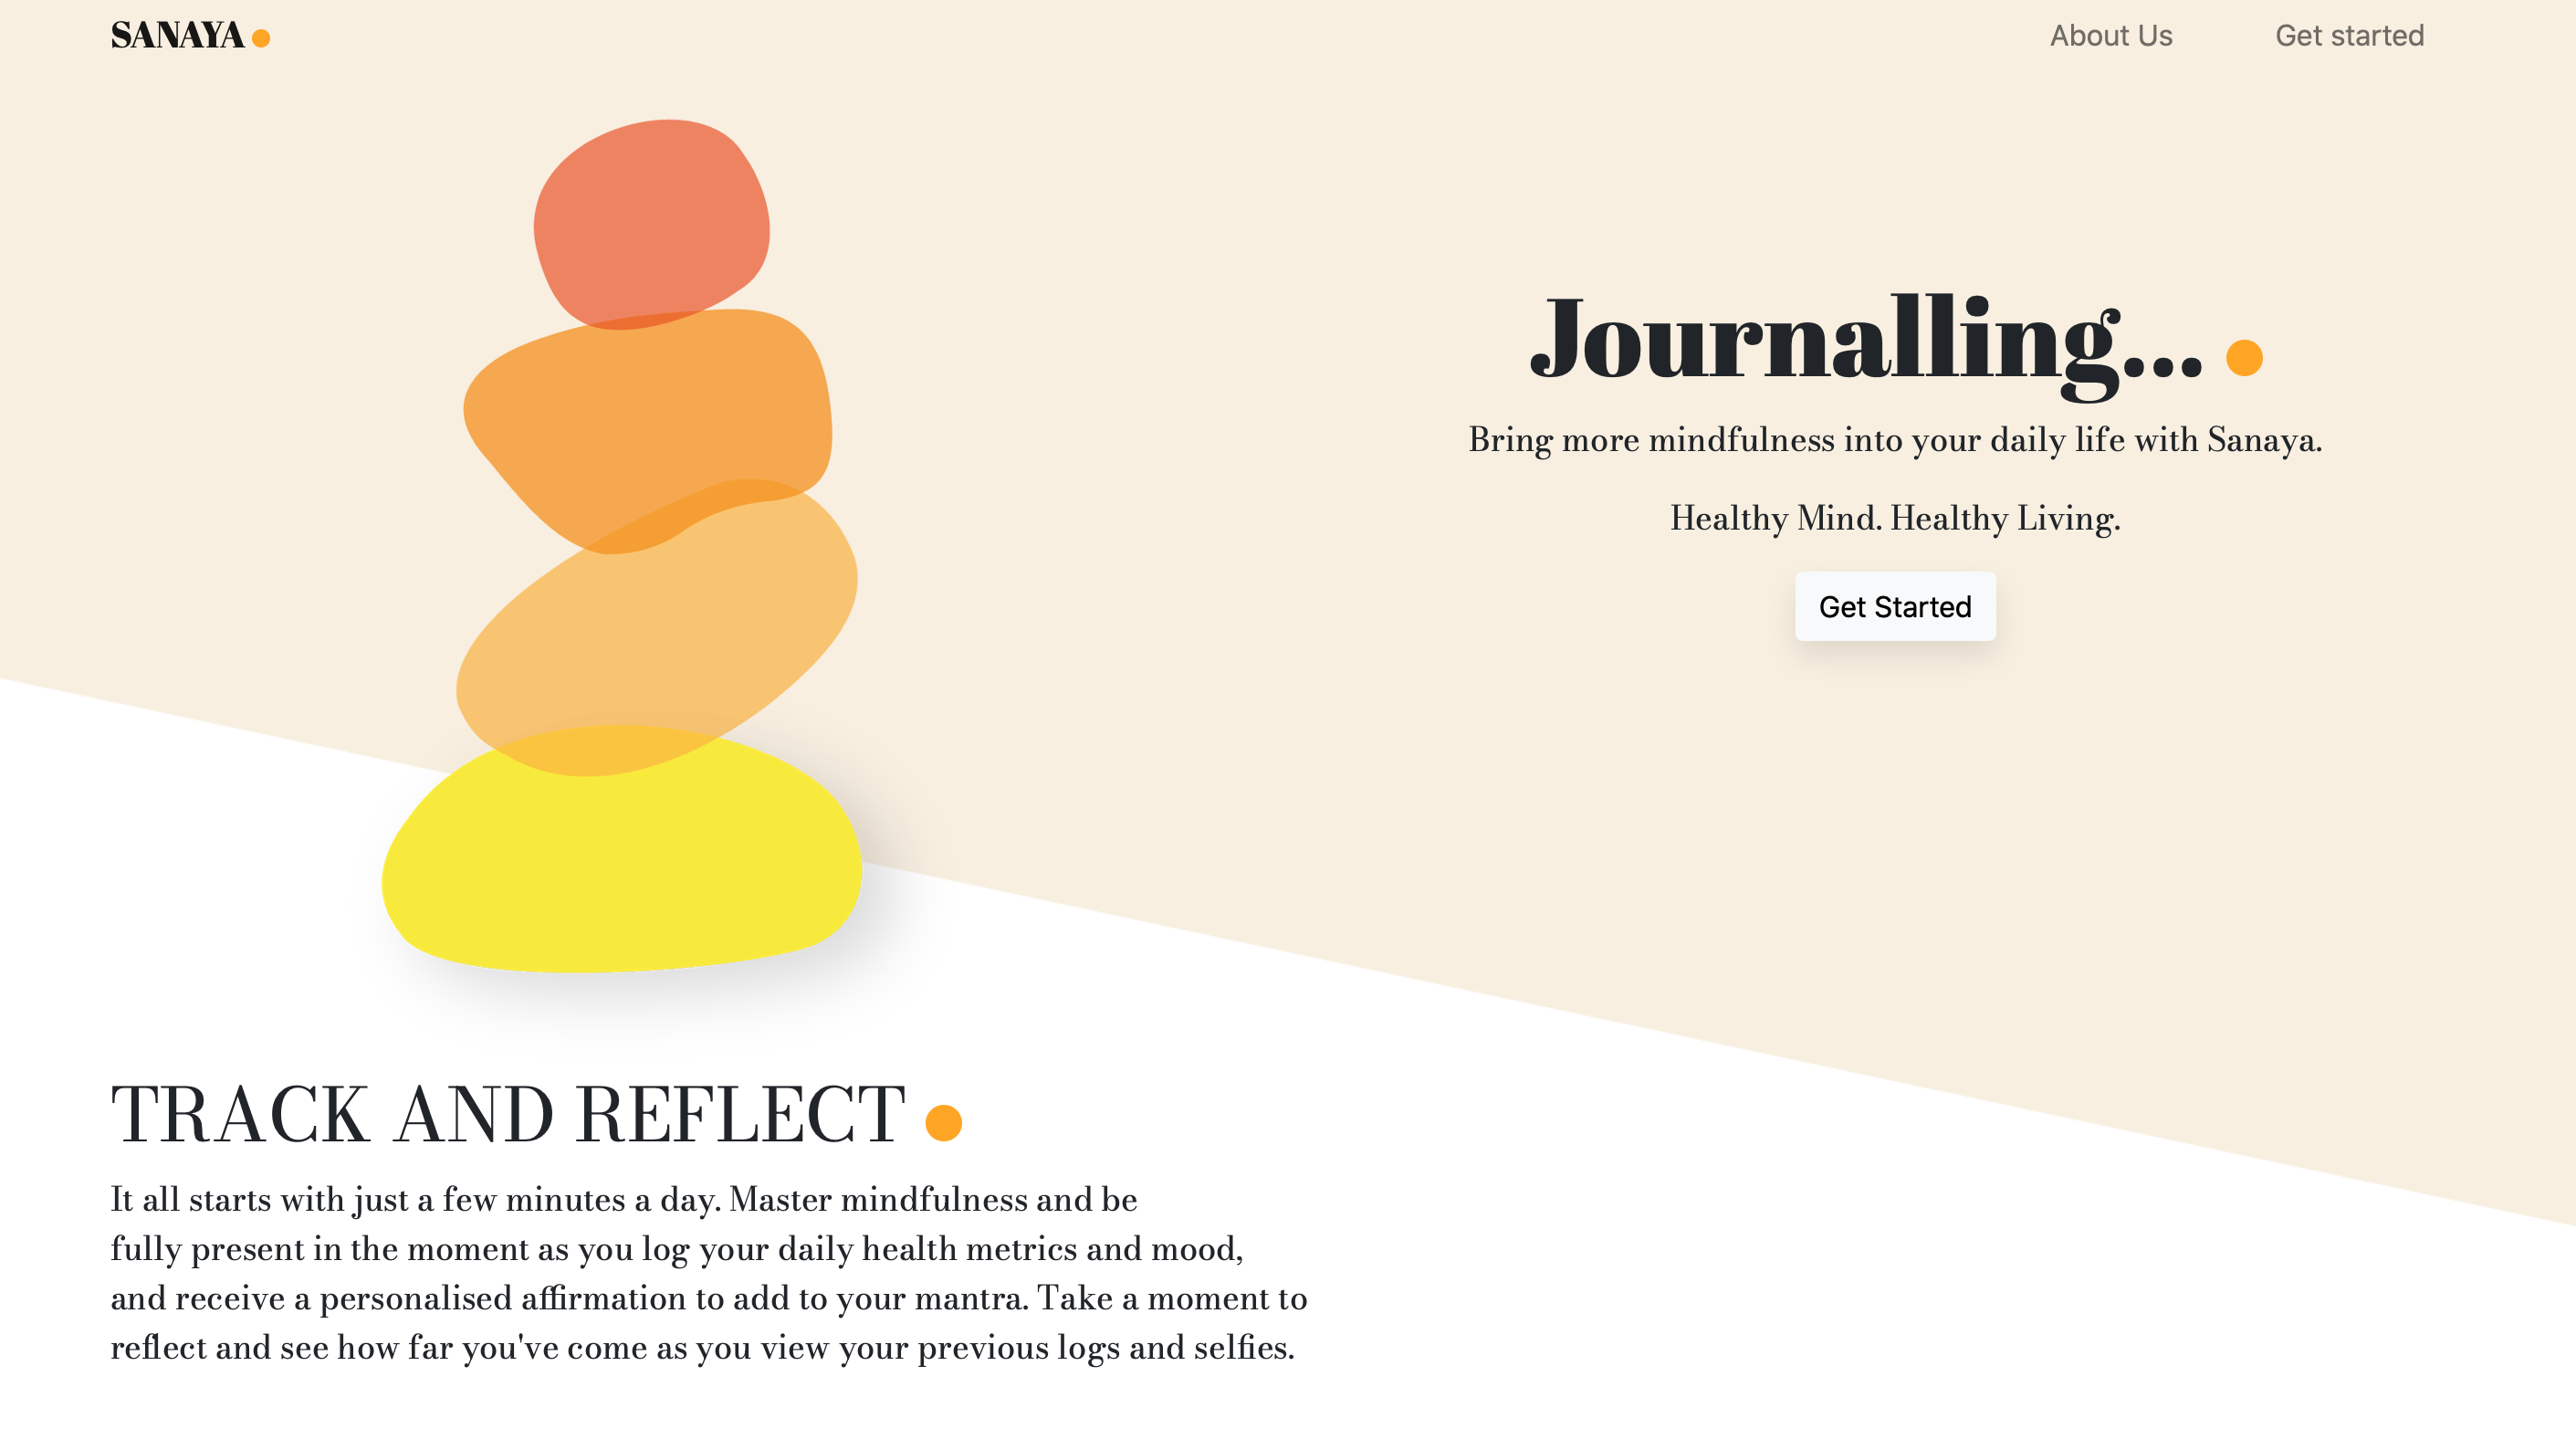 SANAYA
About Us
Get started
Journalling...
Bring more mindfulness into your daily life with Sanaya.
Healthy Mind. Healthy Living.
Get Started
TRACK AND REFLECT
It all starts with just a few minutes a day. Master mindfulness and be
fully present in the moment as you log your daily health metrics and mood,
and receive a personalised affirmation to add to your mantra. Take a moment to
reflect and see how far you've come as you view your previous logs and selfies.